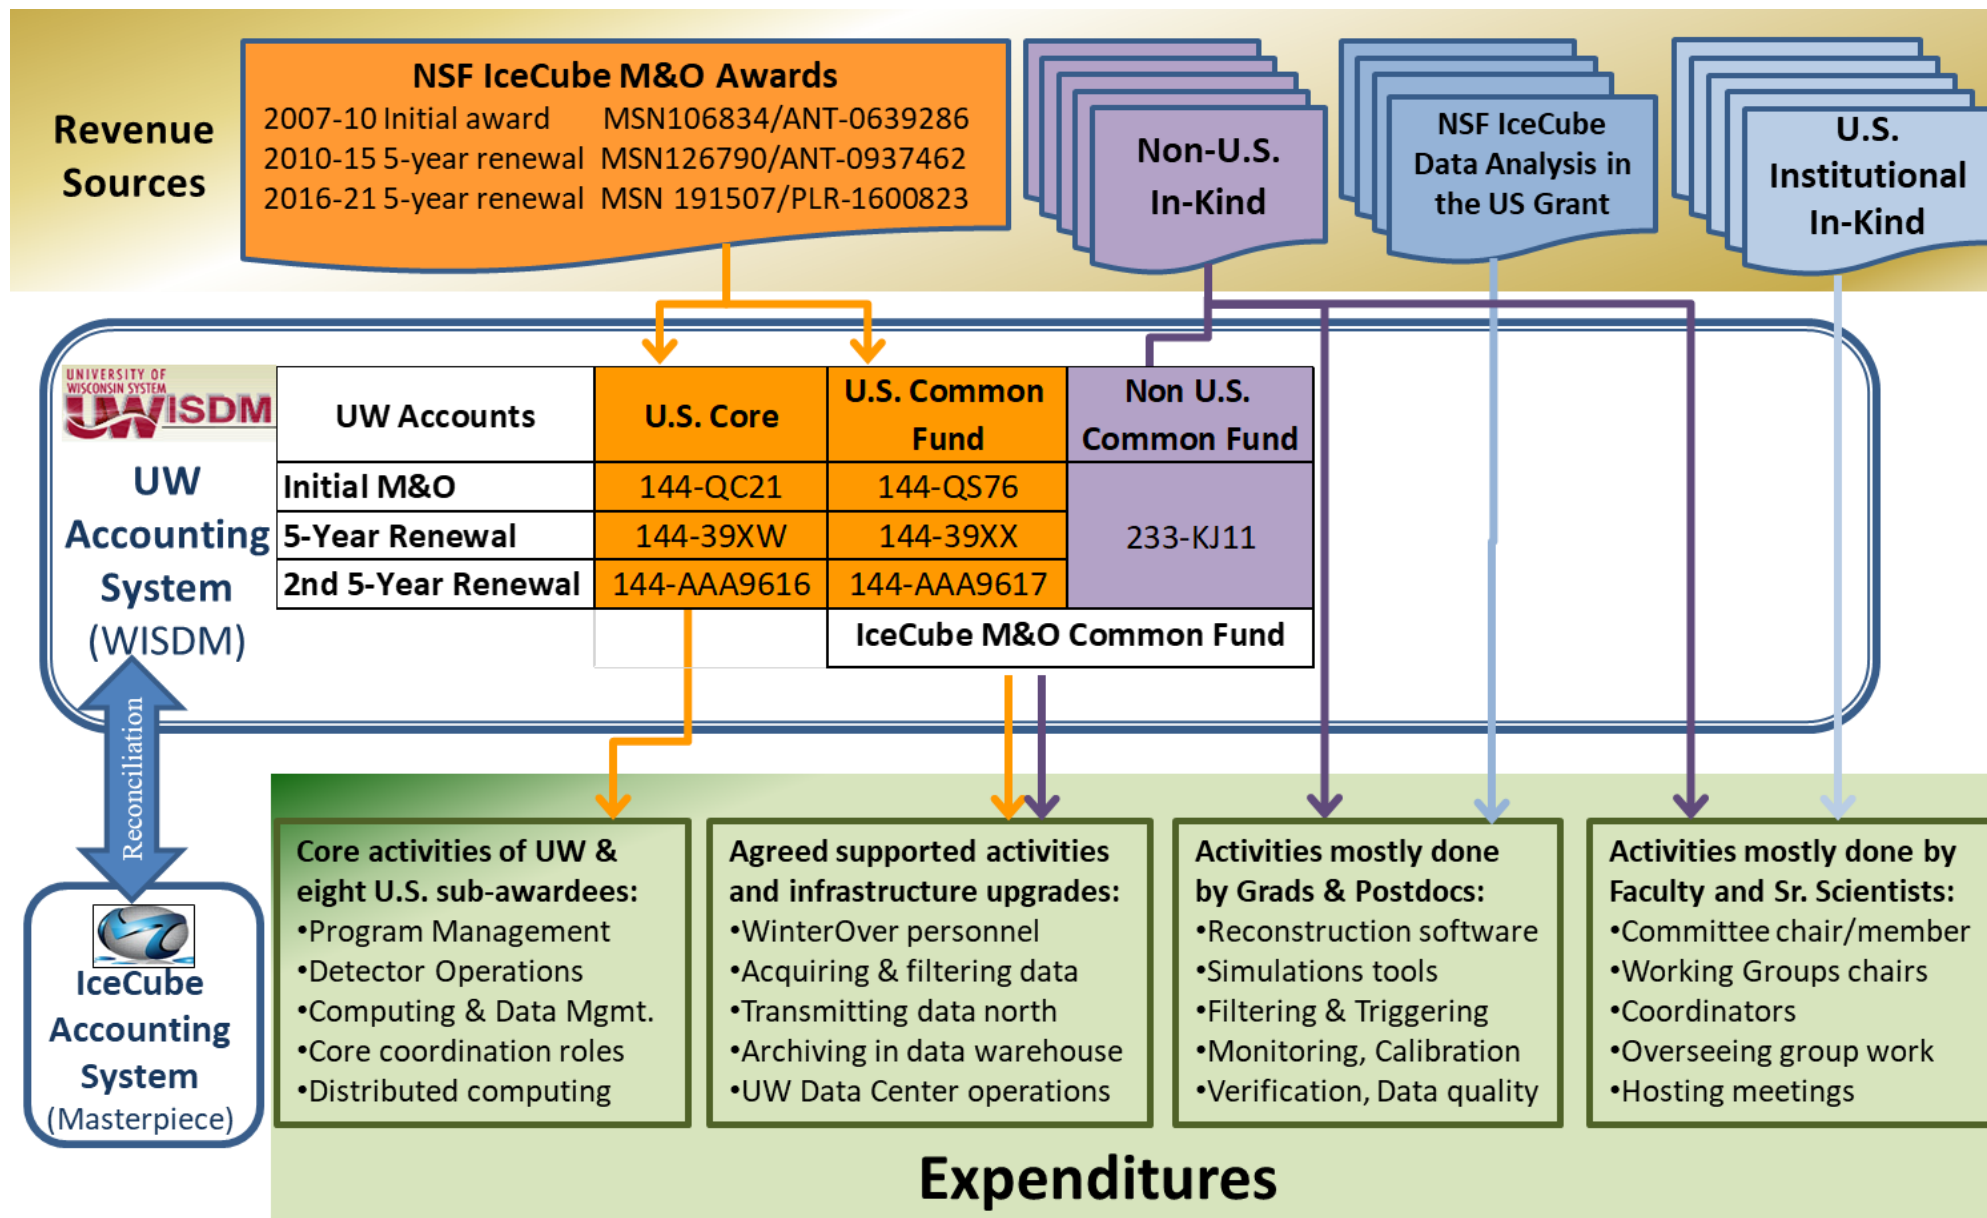 Revenue
Sources
NSF IceCube M&O Awards
2007-10 Initial award MSN106834/ANT-0639286
2010-15 5-year renewal MSN126790/ANT-0937462
2016-21 5-year renewal MSN 191507/PLR-1600823
Non-U.S.
In-Kind
NSF IceCube
Data Analysis in
the US Grant
U.S.
Institutional
In-Kind
UNIVERSITY OF
WISCONSIN SYSTEM
UWISDM
UW
Accounting
System
(WISDM)
UW Accounts
U.S. Core
U.S. Common
Fund
Non U.S.
Common Fund
Initial M&O
144-QC21
144-QS76
5-Year Renewal
144-39XW
144-39XX
233-KJ11
2nd 5-Year Renewal
144-AAA9616
144-AAA9617
IceCube M&O Common Fund
Reconciliation
IceCube
Accounting
System
(Masterpiece)
Core activities of UW &
eight U.S. sub-awardees:
•Program Management
•Detector Operations
•Computing & Data Mgmt.
•Core coordination roles
•Distributed computing
Agreed supported activities
and infrastructure upgrades:
•WinterOver personnel
•Acquiring & filtering data
•Transmitting data north
•Archiving in data warehouse
•UW Data Center operations
Activities mostly done
by Grads & Postdocs:
•Reconstruction software
•Simulations tools
•Filtering & Triggering
•Monitoring, Calibration
•Verification, Data quality
Activities mostly done by
Faculty and Sr. Scientists:
•Committee chair/member
•Working Groups chairs
•Coordinators
•Overseeing group work
•Hosting meetings
Expenditures